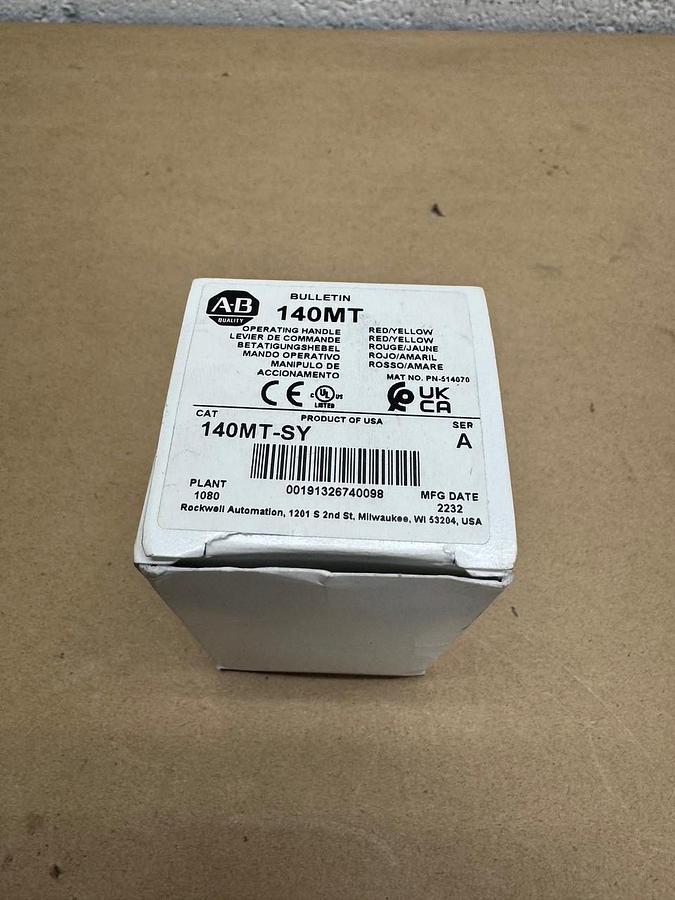 A-B
QUALITY
BULLETIN
140MT
OPERATING HANDLE RED/YELLOW
LEVIER DE COMMANDE RED/YELLOW
BETATIGUNGSHEBEL ROUGE/JAUNE
MANDO OPERATIVO ROJO/AMARIL
MANIPULO DE ROSSO/AMARE
ACCIONAMENTO
MAT NO. PN-514070
CE c UL us LISTED UK CA
CAT PRODUCT OF USA SER
140MT-SY A
00191326740098
PLANT MFG DATE
1080 2232
Rockwell Automation, 1201 S 2nd St, Milwaukee, WI 53204, USA